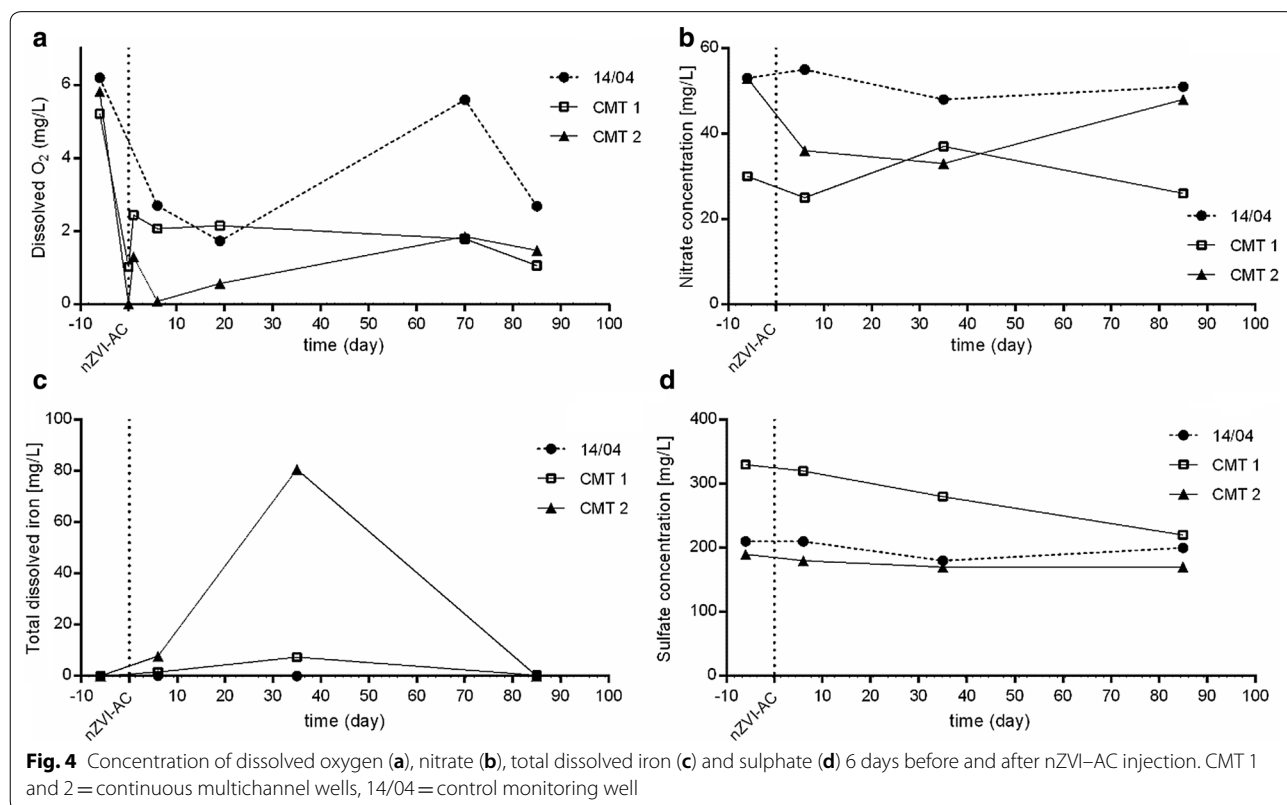 a
Dissolved O₂ (mg/L)
6
4
2
0
-10
10
20
30
40
50
60
70
80
90
100
nZVI-AC
time (day)
14/04
CMT 1
CMT 2
b
Nitrate concentration [mg/L]
60
40
20
0
-10
10
20
30
40
50
60
70
80
90
100
nZVI-AC
time (day)
14/04
CMT 1
CMT 2
c
Total dissolved iron [mg/L]
100
80
60
40
20
0
-10
10
20
30
40
50
60
70
80
90
100
nZVI-AC
time (day)
14/04
CMT 1
CMT 2
d
Sulfate concentration [mg/L]
400
300
200
100
0
-10
10
20
30
40
50
60
70
80
90
100
nZVI-AC
time (day)
14/04
CMT 1
CMT 2
Fig. 4 Concentration of dissolved oxygen (a), nitrate (b), total dissolved iron (c) and sulphate (d) 6 days before and after nZVI–AC injection. CMT 1
and 2 = continuous multichannel wells, 14/04 = control monitoring well